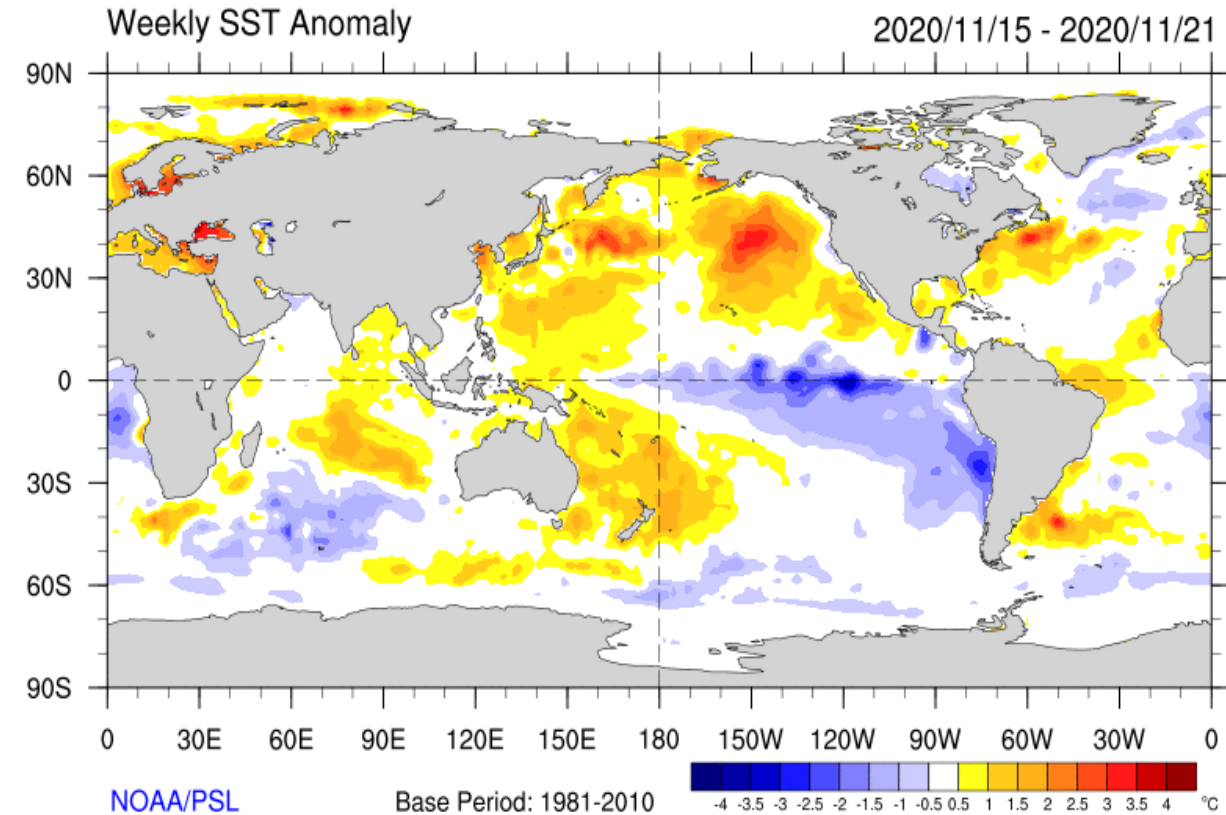 Weekly SST Anomaly 2020/11/15 - 2020/11/21
90N
60N
30N
0
30S
60S
90S
0 30E 60E 90E 120E 150E 180 150W 120W 90W 60W 30W 0
NOAA/PSL Base Period: 1981-2010
-4 -3.5 -3 -2.5 -2 -1.5 -1 -0.5 0.5 1 1.5 2 2.5 3 3.5 4 °C